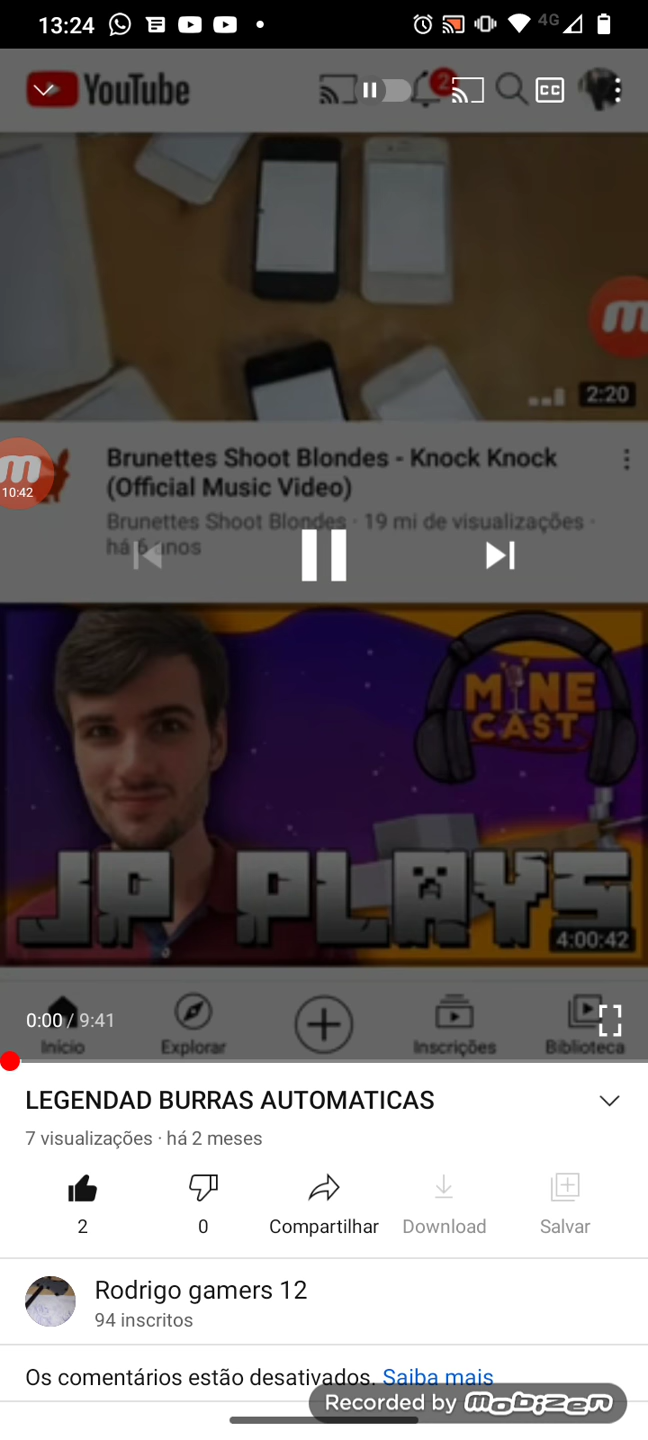 13:24
4G
YouTube
2
CC
2:20
10:42
Brunettes Shoot Blondes - Knock Knock
(Official Music Video)
Brunettes Shoot Blondes · 19 mi de visualizações ·
há 6 anos
MINE
CAST
JP PLAYS
4:00:42
0:00 / 9:41
Início
Explorar
Inscrições
Biblioteca
LEGENDAD BURRAS AUTOMATICAS
7 visualizações · há 2 meses
2
0
Compartilhar
Download
Salvar
Rodrigo gamers 12
94 inscritos
Os comentários estão desativados. Saiba mais
Recorded by mobizen